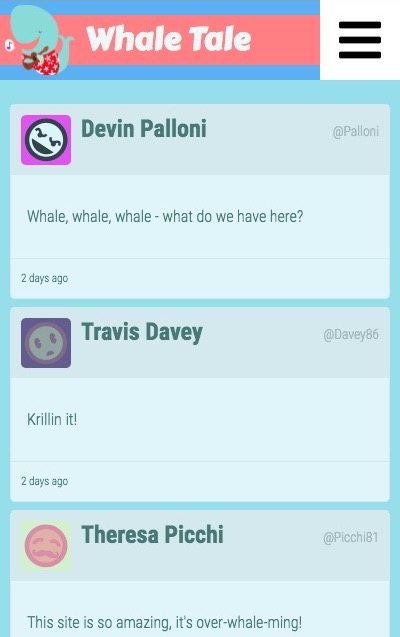 Whale Tale
Devin Palloni
@Palloni
Whale, whale, whale - what do we have here?
2 days ago
Travis Davey
@Davey86
Krillin it!
2 days ago
Theresa Picchi
@Picchi81
This site is so amazing, it's over-whale-ming!